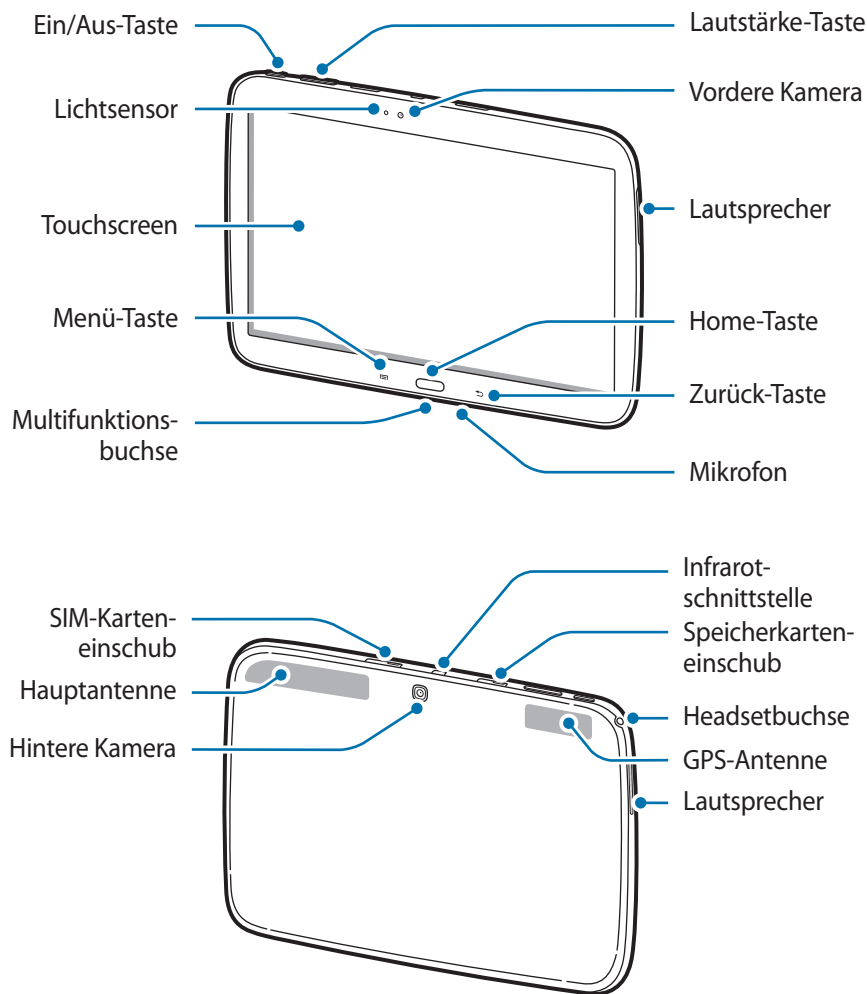 Ein/Aus-Taste
Lautstärke-Taste
Lichtsensor
Vordere Kamera
Touchscreen
Lautsprecher
Menü-Taste
Home-Taste
Zurück-Taste
Multifunktions-
buchse
Mikrofon
SIM-Karten-
einschub
Infrarot-
schnittstelle
Speicherkarten-
einschub
Hauptantenne
Headsetbuchse
Hintere Kamera
GPS-Antenne
Lautsprecher